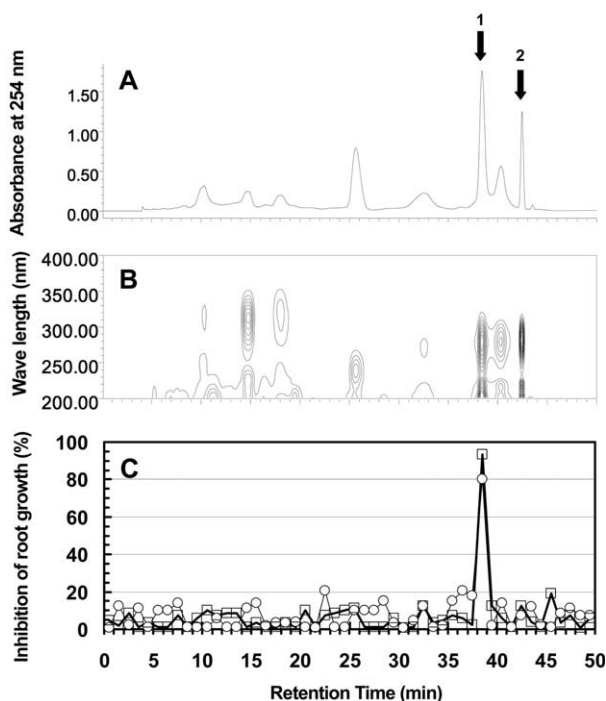 1
2
A
Absorbance at 254 nm
1.50
1.00
0.50
0.00
B
Wave length (nm)
400.00
350.00
300.00
250.00
200.00
C
Inhibition of root growth (%)
100
80
60
40
20
0
0 5 10 15 20 25 30 35 40 45 50
Retention Time (min)